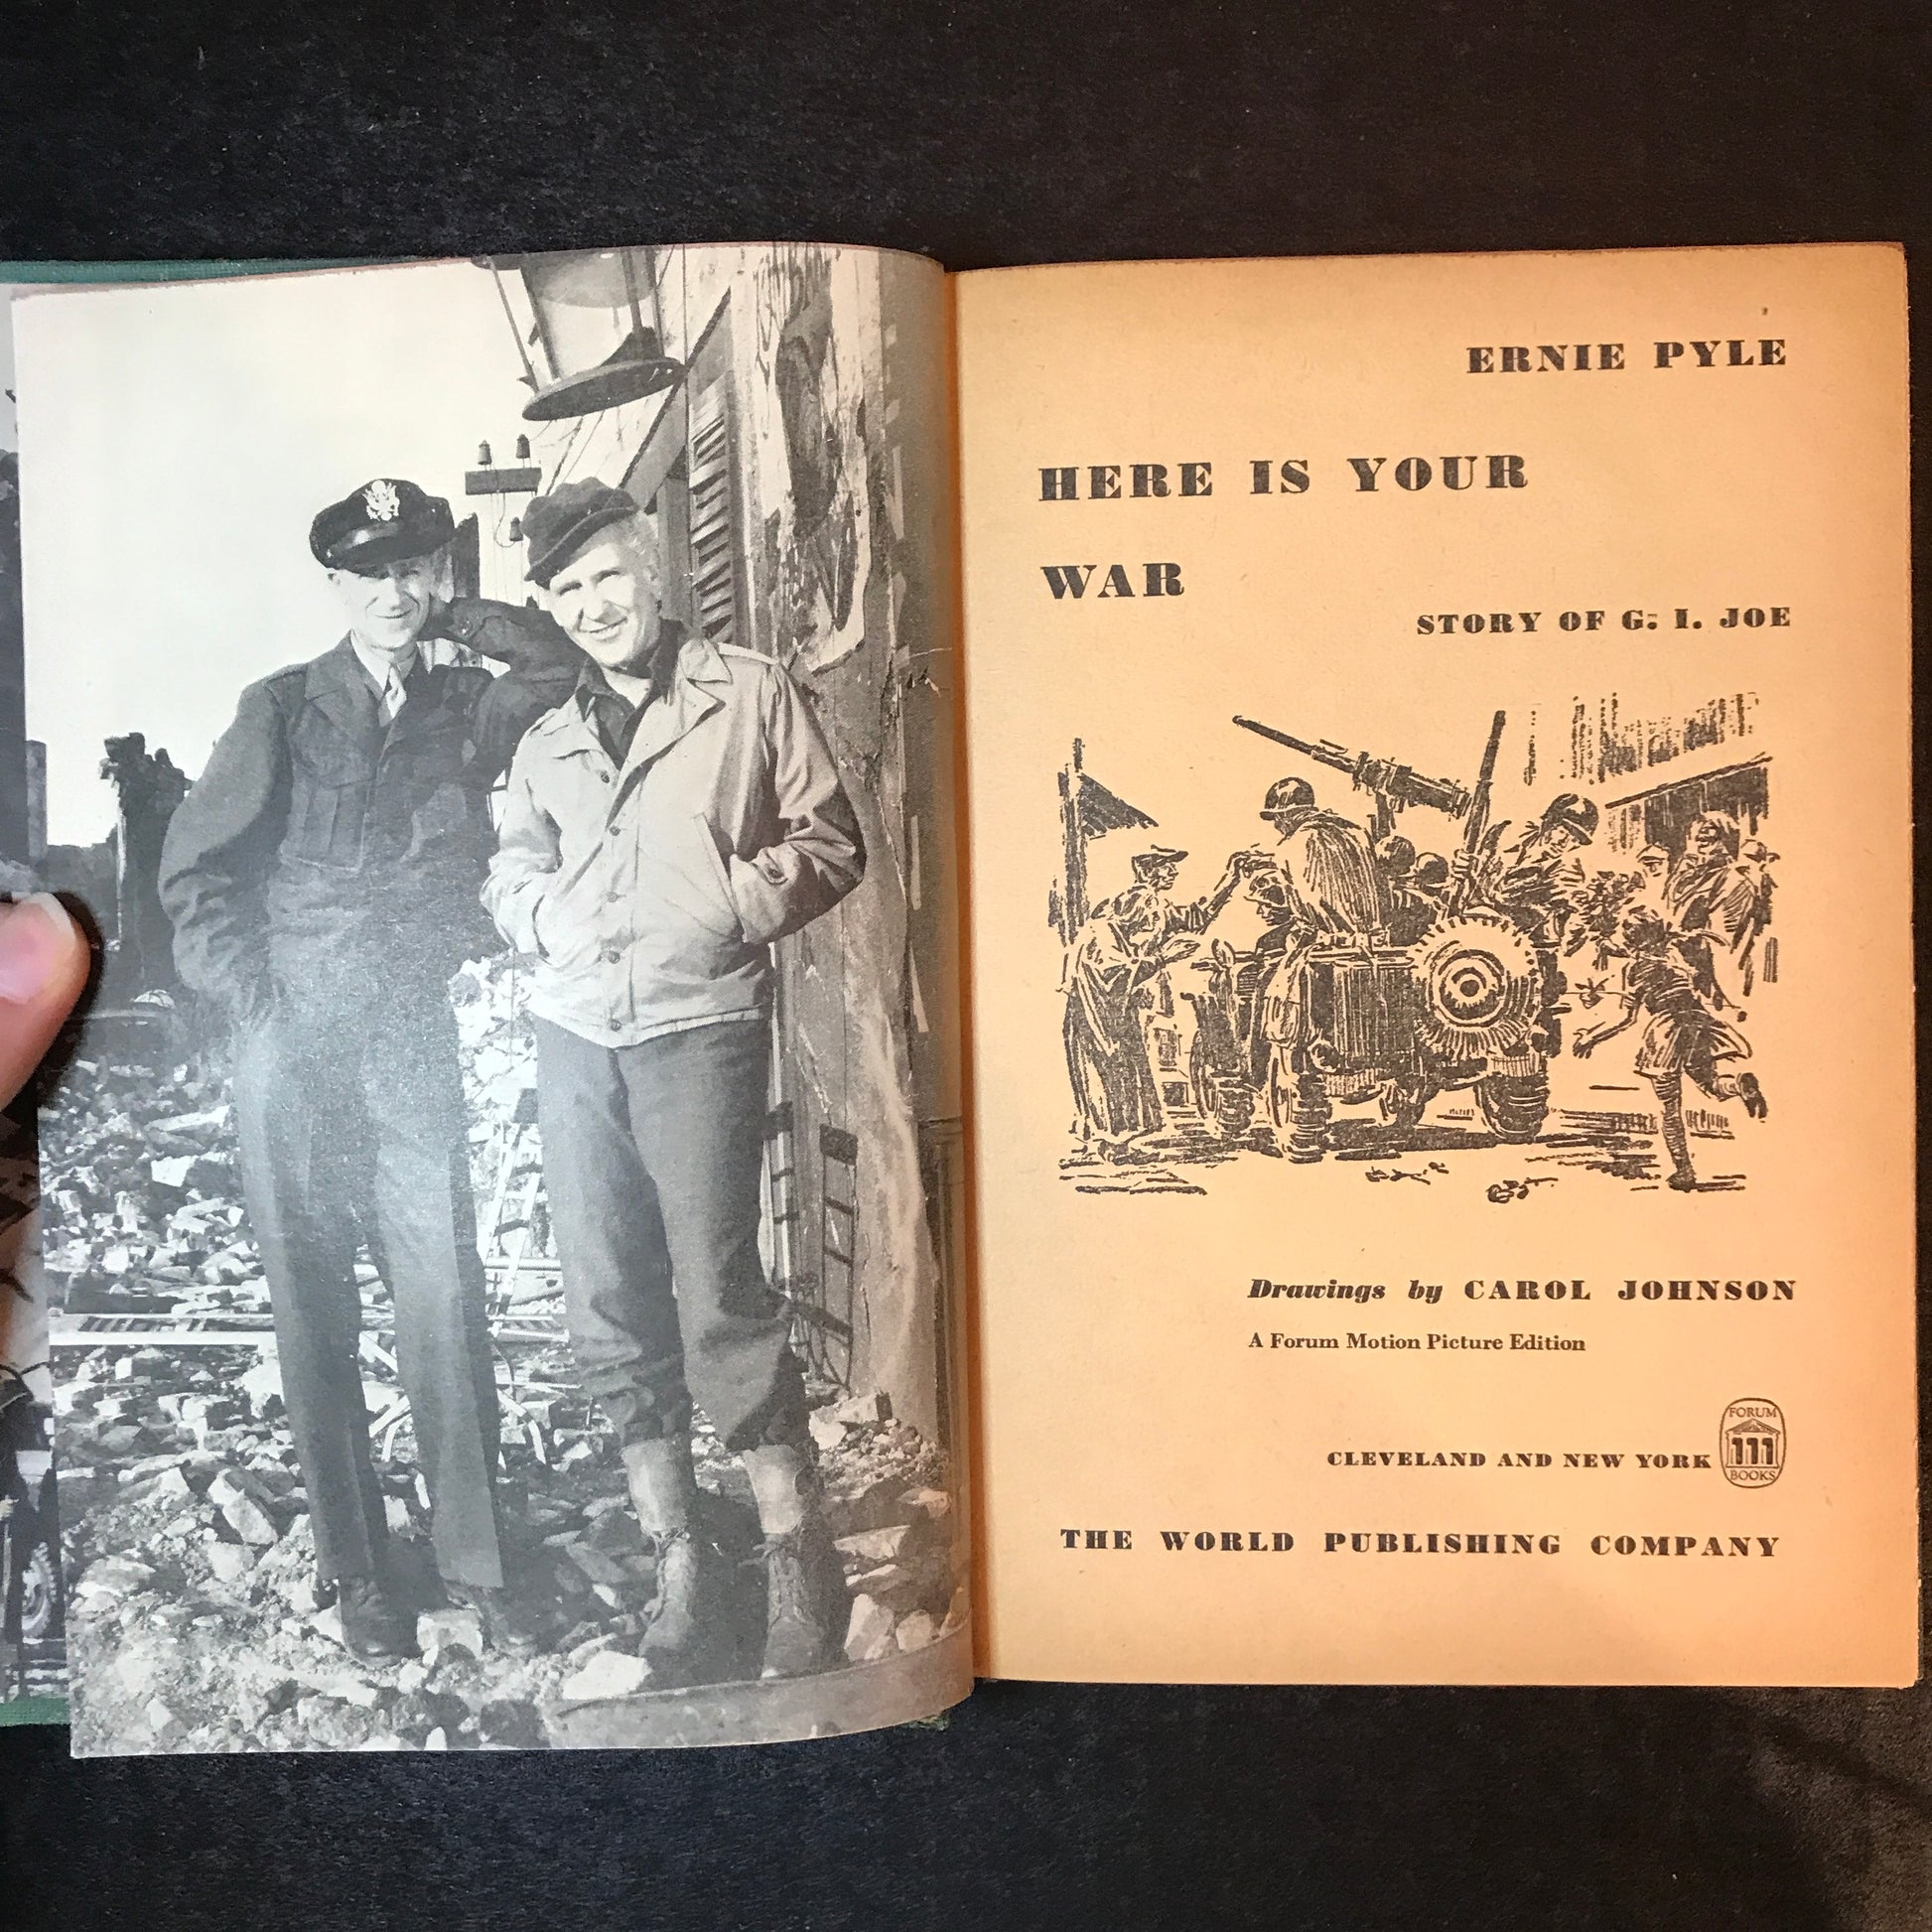 ERNIE PYLE
HERE IS YOUR
WAR
STORY OF G. I. JOE
Drawings by CAROL JOHNSON
A Forum Motion Picture Edition
CLEVELAND AND NEW YORK
FORUM
BOOKS
THE WORLD PUBLISHING COMPANY